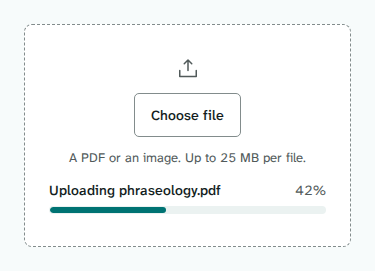 Choose file
A PDF or an image. Up to 25 MB per file.
Uploading phraseology.pdf 42%